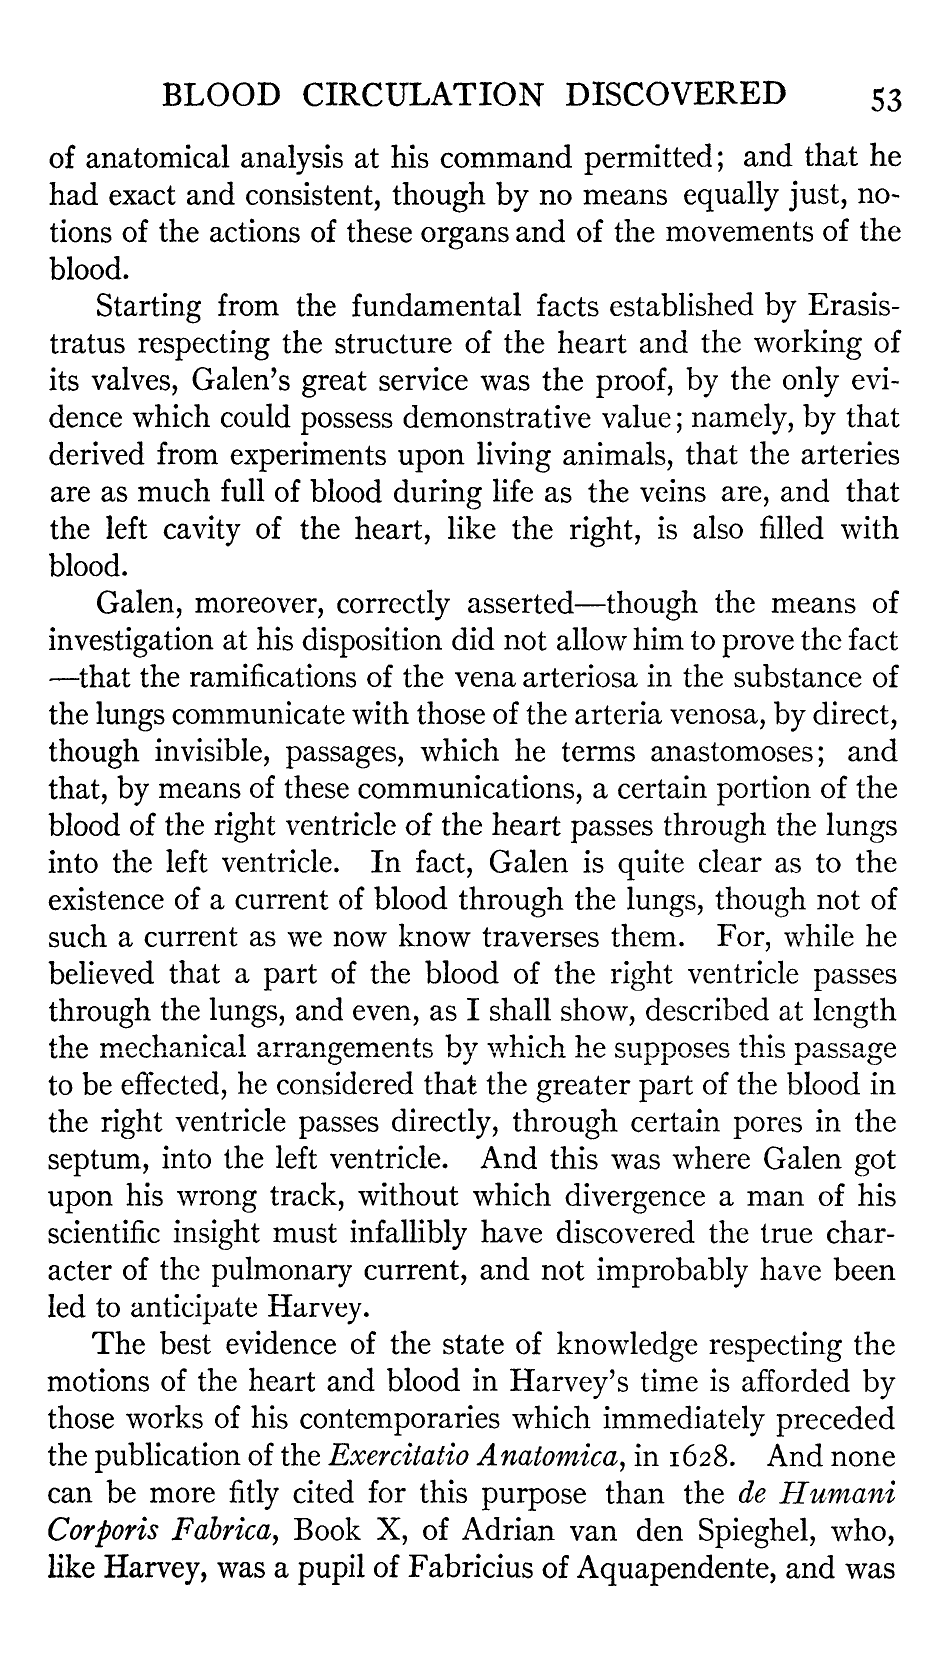 BLOOD CIRCULATION DISCOVERED 53
of anatomical analysis at his command permitted; and that he
had exact and consistent, though by no means equally just, no-
tions of the actions of these organs and of the movements of the
blood.
Starting from the fundamental facts established by Erasis-
tratus respecting the structure of the heart and the working of
its valves, Galen's great service was the proof, by the only evi-
dence which could possess demonstrative value; namely, by that
derived from experiments upon living animals, that the arteries
are as much full of blood during life as the veins are, and that
the left cavity of the heart, like the right, is also filled with
blood.
Galen, moreover, correctly asserted—though the means of
investigation at his disposition did not allow him to prove the fact
—that the ramifications of the vena arteriosa in the substance of
the lungs communicate with those of the arteria venosa, by direct,
though invisible, passages, which he terms anastomoses; and
that, by means of these communications, a certain portion of the
blood of the right ventricle of the heart passes through the lungs
into the left ventricle. In fact, Galen is quite clear as to the
existence of a current of blood through the lungs, though not of
such a current as we now know traverses them. For, while he
believed that a part of the blood of the right ventricle passes
through the lungs, and even, as I shall show, described at length
the mechanical arrangements by which he supposes this passage
to be effected, he considered that the greater part of the blood in
the right ventricle passes directly, through certain pores in the
septum, into the left ventricle. And this was where Galen got
upon his wrong track, without which divergence a man of his
scientific insight must infallibly have discovered the true char-
acter of the pulmonary current, and not improbably have been
led to anticipate Harvey.
The best evidence of the state of knowledge respecting the
motions of the heart and blood in Harvey's time is afforded by
those works of his contemporaries which immediately preceded
the publication of the Exercitatio Anatomica, in 1628. And none
can be more fitly cited for this purpose than the de Humani
Corporis Fabrica, Book X, of Adrian van den Spieghel, who,
like Harvey, was a pupil of Fabricius of Aquapendente, and was